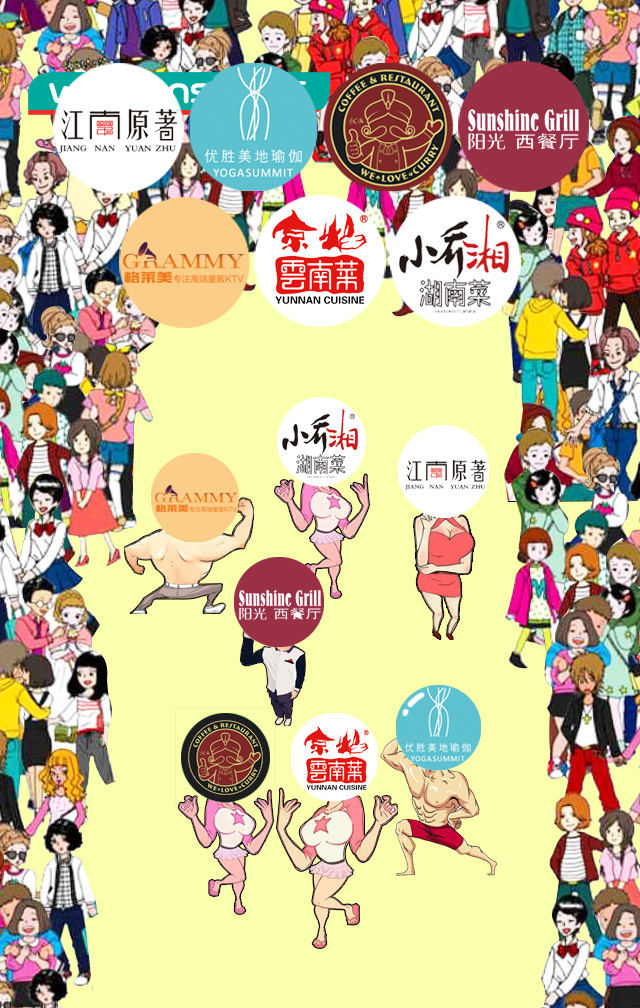 江南原著
JIANG NAN YUAN ZHU
优胜美地瑜伽
YOGASUMMIT
COFFEE & RESTAURANT
WE★LOVE★CURRY
Sunshine Grill
阳光 西餐厅
GRAMMY
格莱美专注高端量贩KTV
®
雲南菜
YUNNAN CUISINE
小乔湘®
湖南菜
小乔湘®
湖南菜
GRAMMY
格莱美专注高端量贩KTV
江南原著
JIANG NAN YUAN ZHU
Sunshine Grill
阳光 西餐厅
COFFEE & RESTAURANT
WE★LOVE★CURRY
®
雲南菜
YUNNAN CUISINE
优胜美地瑜伽
YOGASUMMIT